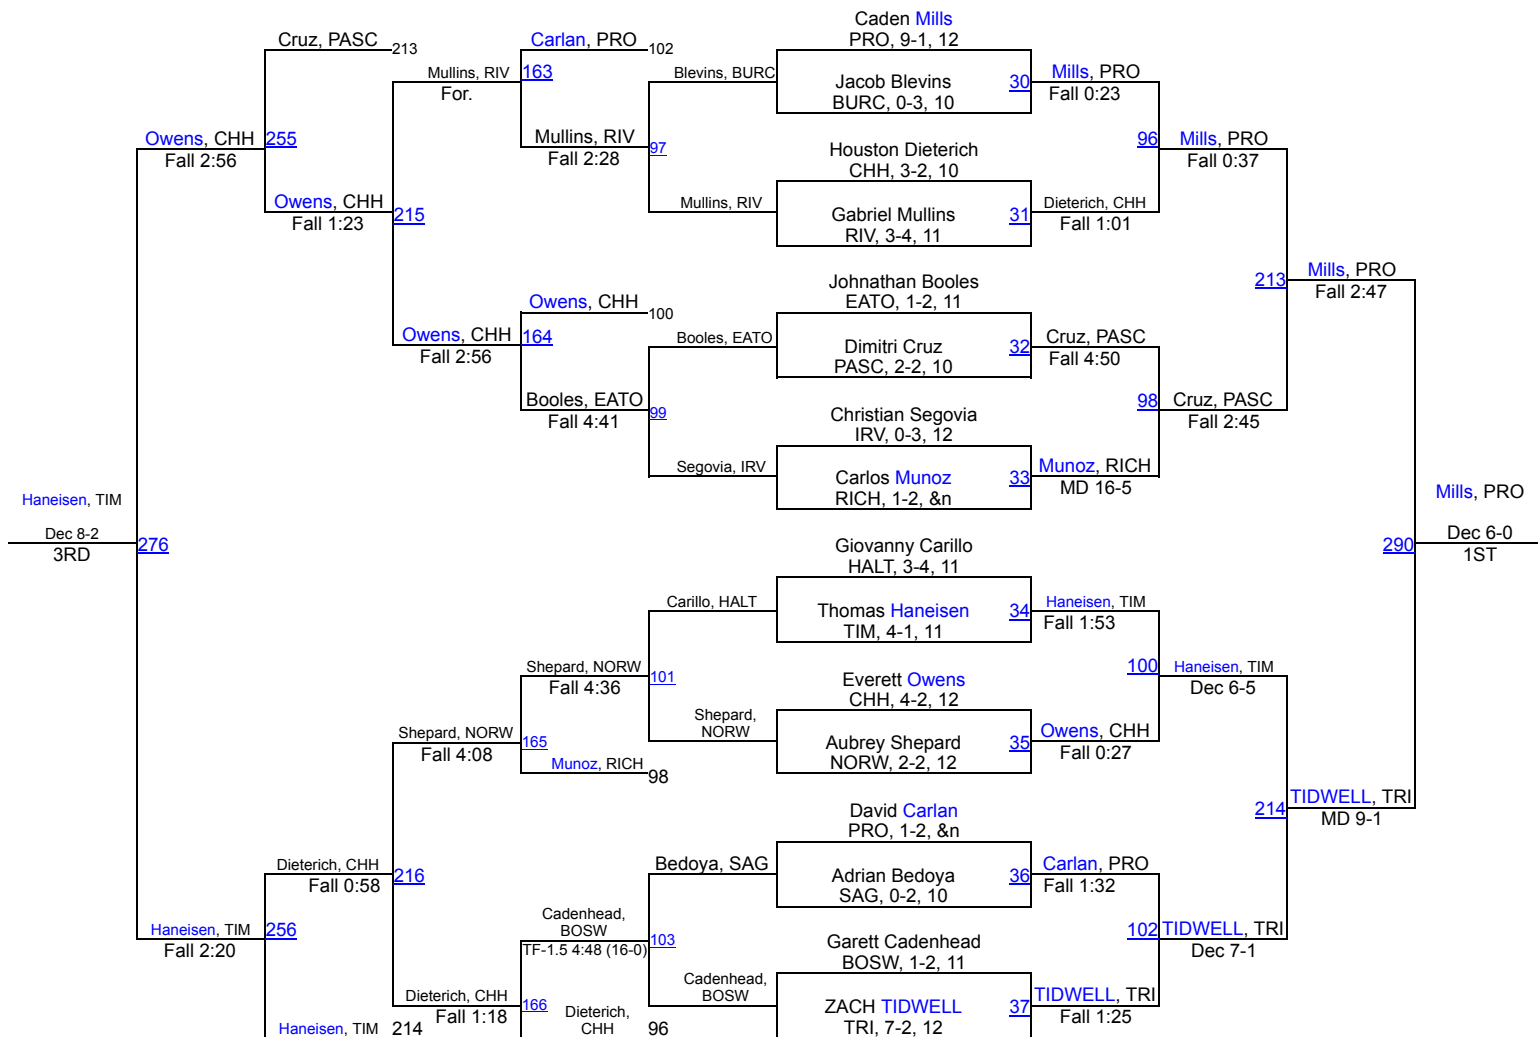 Cruz, PASC
213
Mullins, RIV
For.
Owens, CHH
Fall 2:56
255
Owens, CHH
Fall 1:23
215
Carlan, PRO
102
163
Mullins, RIV
Fall 2:28
97
Blevins, BURC
Mullins, RIV
Owens, CHH
Fall 2:56
Owens, CHH
100
164
Booles, EATO
Fall 4:41
99
Booles, EATO
Segovia, IRV
Haneisen, TIM
Dec 8-2
3RD
276
Carillo, HALT
Shepard, NORW
Fall 4:36
101
Shepard,
NORW
Shepard, NORW
Fall 4:08
165
Munoz, RICH
98
Dieterich, CHH
Fall 0:58
216
Bedoya, SAG
Cadenhead,
BOSW
TF-1.5 4:48 (16-0)
103
Cadenhead,
BOSW
Haneisen, TIM
Fall 2:20
256
Dieterich, CHH
Fall 1:18
166
Dieterich,
CHH
96
Haneisen, TIM
214
Caden Mills
PRO, 9-1, 12
Jacob Blevins
BURC, 0-3, 10
30
Mills, PRO
Fall 0:23
Houston Dieterich
CHH, 3-2, 10
Gabriel Mullins
RIV, 3-4, 11
31
Dieterich, CHH
Fall 1:01
96
Mills, PRO
Fall 0:37
Johnathan Booles
EATO, 1-2, 11
Dimitri Cruz
PASC, 2-2, 10
32
Cruz, PASC
Fall 4:50
Christian Segovia
IRV, 0-3, 12
Carlos Munoz
RICH, 1-2, &n
33
Munoz, RICH
MD 16-5
98
Cruz, PASC
Fall 2:45
213
Mills, PRO
Fall 2:47
Giovanny Carillo
HALT, 3-4, 11
Thomas Haneisen
TIM, 4-1, 11
34
Haneisen, TIM
Fall 1:53
Everett Owens
CHH, 4-2, 12
Aubrey Shepard
NORW, 2-2, 12
35
Owens, CHH
Fall 0:27
100
Haneisen, TIM
Dec 6-5
David Carlan
PRO, 1-2, &n
Adrian Bedoya
SAG, 0-2, 10
36
Carlan, PRO
Fall 1:32
Garett Cadenhead
BOSW, 1-2, 11
ZACH TIDWELL
TRI, 7-2, 12
37
TIDWELL, TRI
Fall 1:25
102
TIDWELL, TRI
Dec 7-1
214
TIDWELL, TRI
MD 9-1
290
Mills, PRO
Dec 6-0
1ST